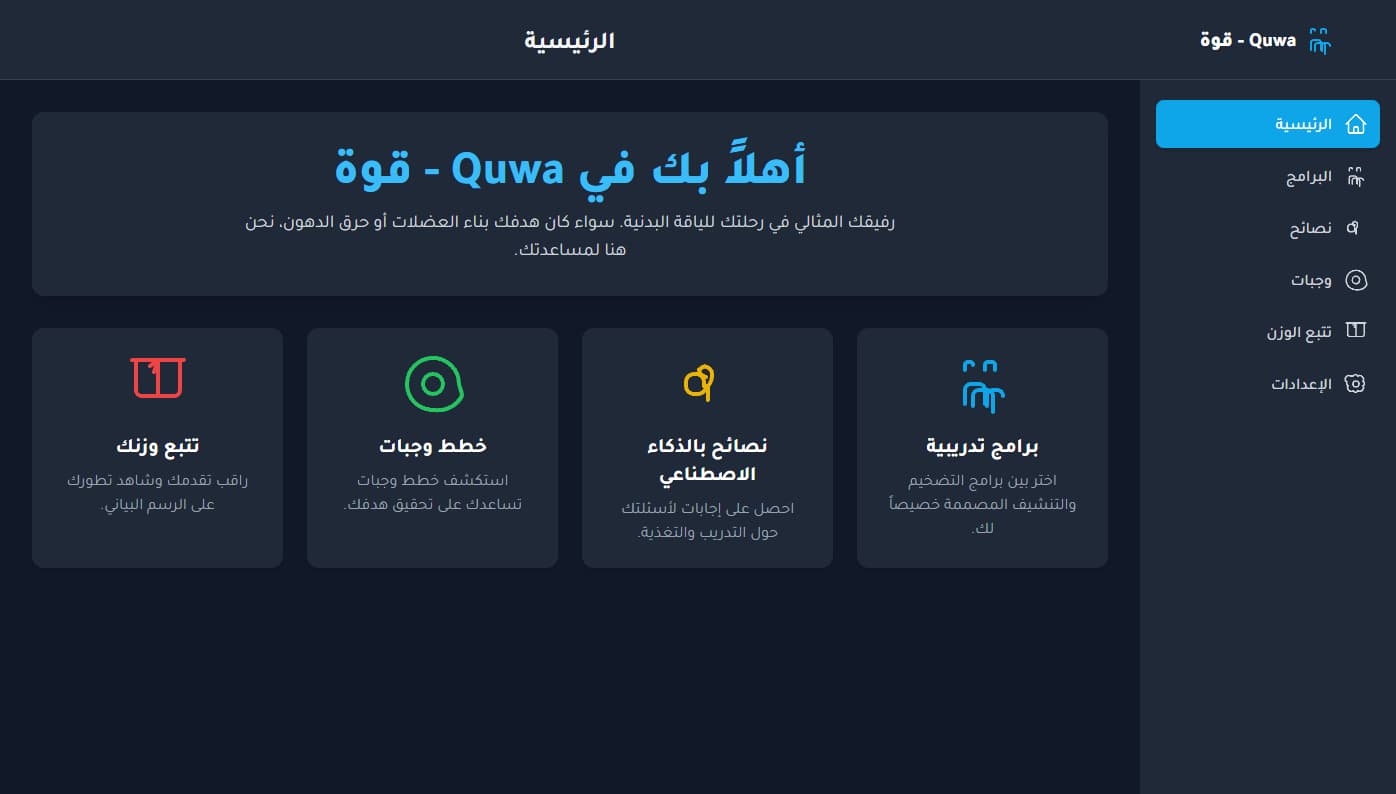 Quwa - قوة
الرئيسية
الرئيسية
البرامج
نصائح
وجبات
تتبع الوزن
الإعدادات
أهلاً بك في Quwa - قوة
رفيقك المثالي في رحلتك للياقة البدنية. سواء كان هدفك بناء العضلات أو حرق الدهون، نحن
هنا لمساعدتك.
برامج تدريبية
اختر بين برامج التضخيم
والتنشيف المصممة خصيصاً
لك.
نصائح بالذكاء
الاصطناعي
احصل على إجابات لأسئلتك
حول التدريب والتغذية.
خطط وجبات
استكشف خطط وجبات
تساعدك على تحقيق هدفك.
تتبع وزنك
راقب تقدمك وشاهد تطورك
على الرسم البياني.